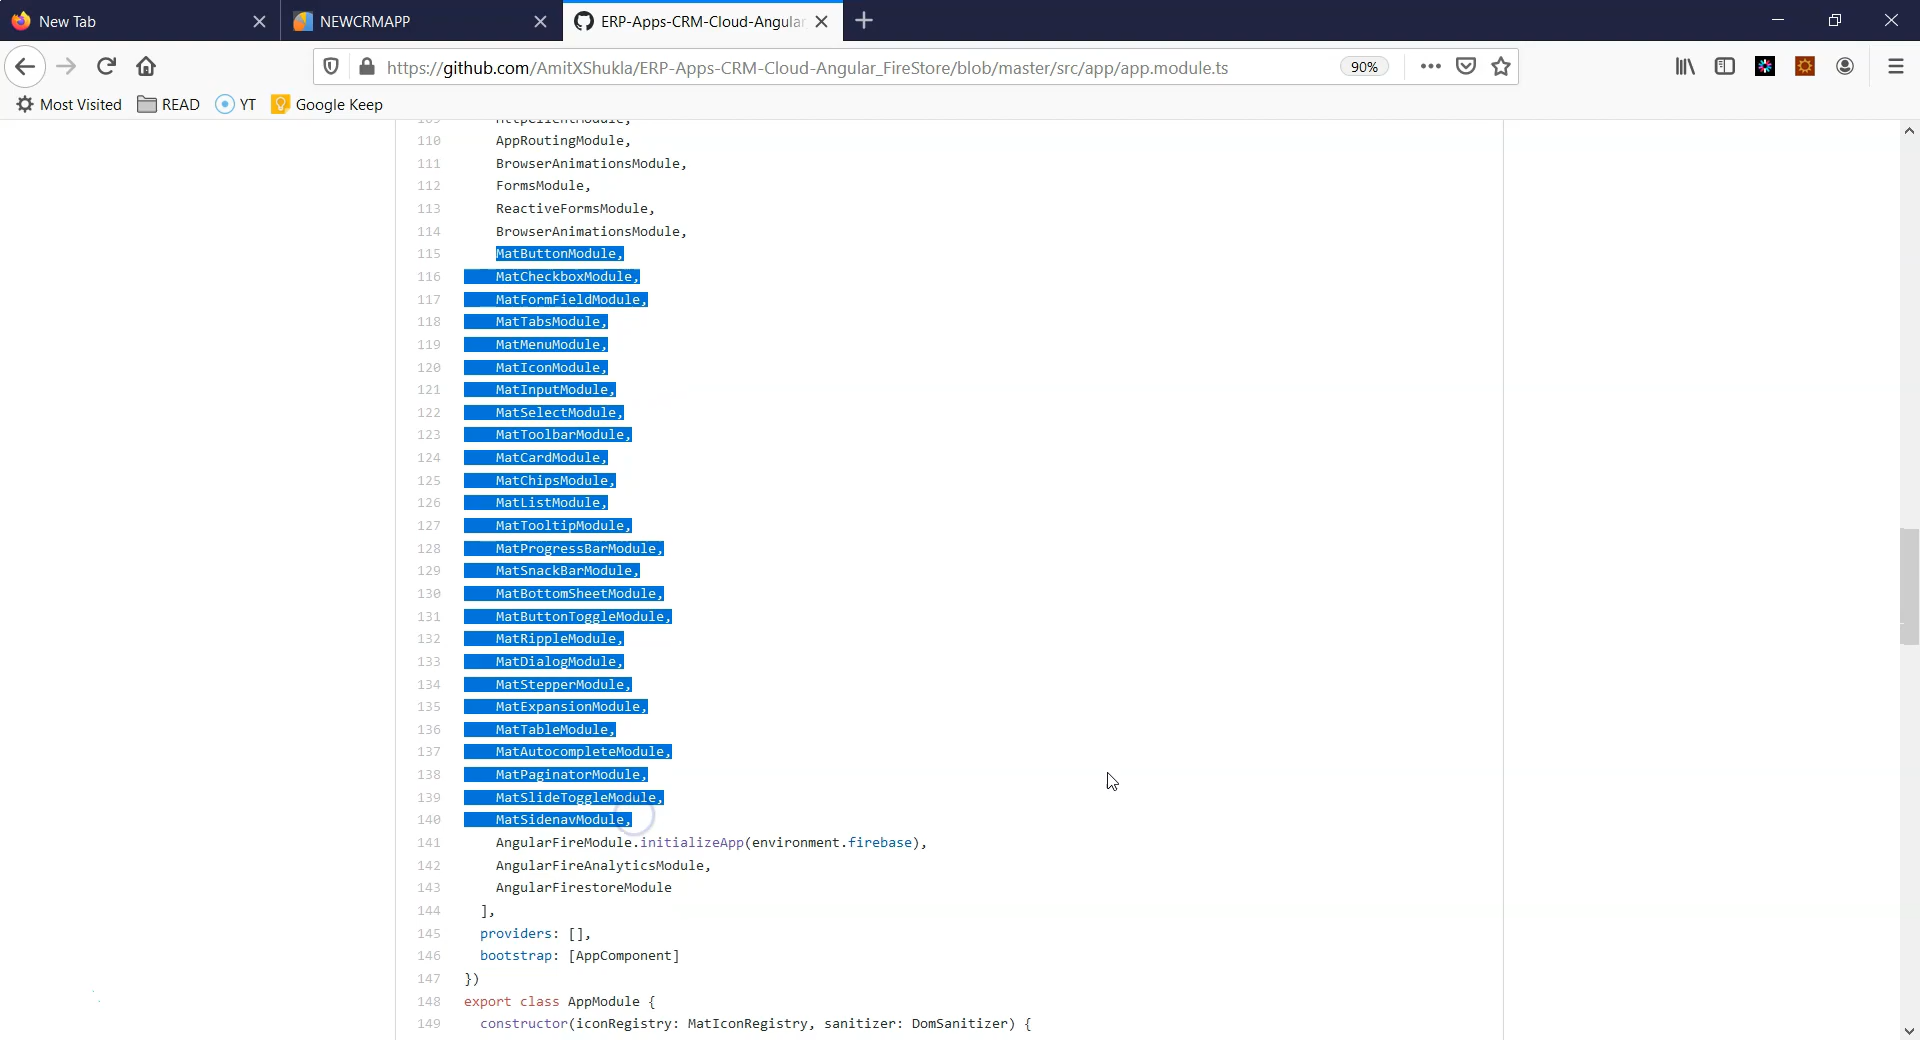 New Tab
NEWCRMAPP
ERP-Apps-CRM-Cloud-Angular
https://github.com/AmitXShukla/ERP-Apps-CRM-Cloud-Angular_FireStore/blob/master/src/app/app.module.ts
90%
Most Visited
READ
YT
Google Keep
109 HttpClientModule,
110 AppRoutingModule,
111 BrowserAnimationsModule,
112 FormsModule,
113 ReactiveFormsModule,
114 BrowserAnimationsModule,
115 MatButtonModule,
116 MatCheckboxModule,
117 MatFormFieldModule,
118 MatTabsModule,
119 MatMenuModule,
120 MatIconModule,
121 MatInputModule,
122 MatSelectModule,
123 MatToolbarModule,
124 MatCardModule,
125 MatChipsModule,
126 MatListModule,
127 MatTooltipModule,
128 MatProgressBarModule,
129 MatSnackBarModule,
130 MatBottomSheetModule,
131 MatButtonToggleModule,
132 MatRippleModule,
133 MatDialogModule,
134 MatStepperModule,
135 MatExpansionModule,
136 MatTableModule,
137 MatAutocompleteModule,
138 MatPaginatorModule,
139 MatSlideToggleModule,
140 MatSidenavModule,
141 AngularFireModule.initializeApp(environment.firebase),
142 AngularFireAnalyticsModule,
143 AngularFirestoreModule
144 ],
145 providers: [],
146 bootstrap: [AppComponent]
147 })
148 export class AppModule {
149 constructor(iconRegistry: MatIconRegistry, sanitizer: DomSanitizer) {